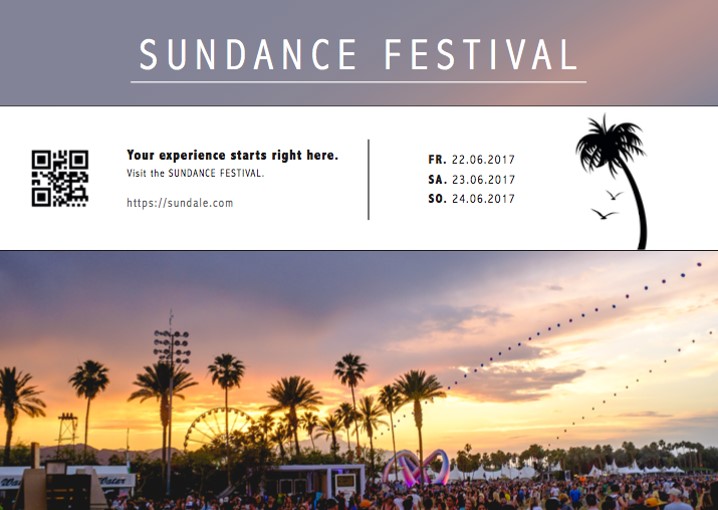 SUNDANCE FESTIVAL
Your experience starts right here.
Visit the SUNDANCE FESTIVAL.
https://sundale.com
FR. 22.06.2017
SA. 23.06.2017
SO. 24.06.2017